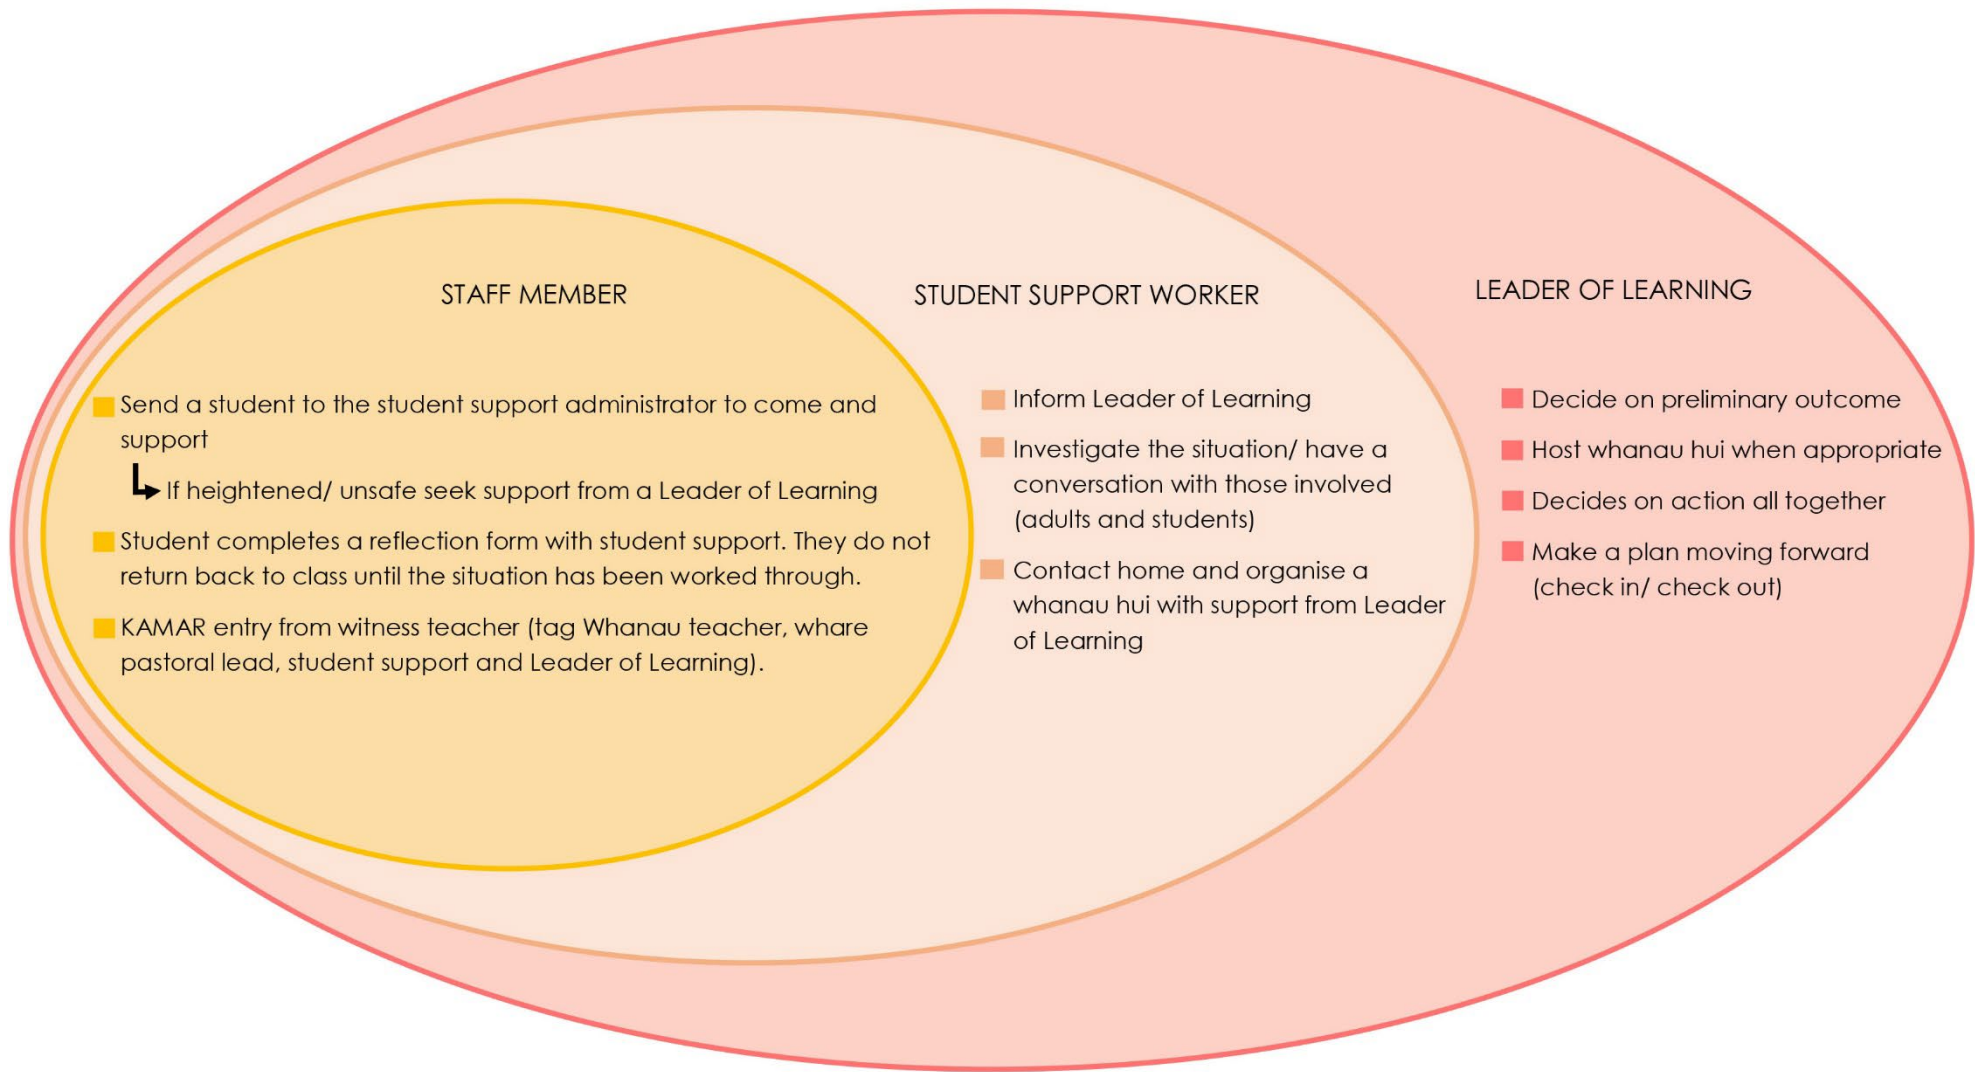 STAFF MEMBER
Send a student to the student support administrator to come and
support
If heightened/ unsafe seek support from a Leader of Learning
Student completes a reflection form with student support. They do not
return back to class until the situation has been worked through.
KAMAR entry from witness teacher (tag Whanau teacher, whare
pastoral lead, student support and Leader of Learning).
STUDENT SUPPORT WORKER
Inform Leader of Learning
Investigate the situation/ have a
conversation with those involved
(adults and students)
Contact home and organise a
whanau hui with support from Leader
of Learning
LEADER OF LEARNING
Decide on preliminary outcome
Host whanau hui when appropriate
Decides on action all together
Make a plan moving forward
(check in/ check out)